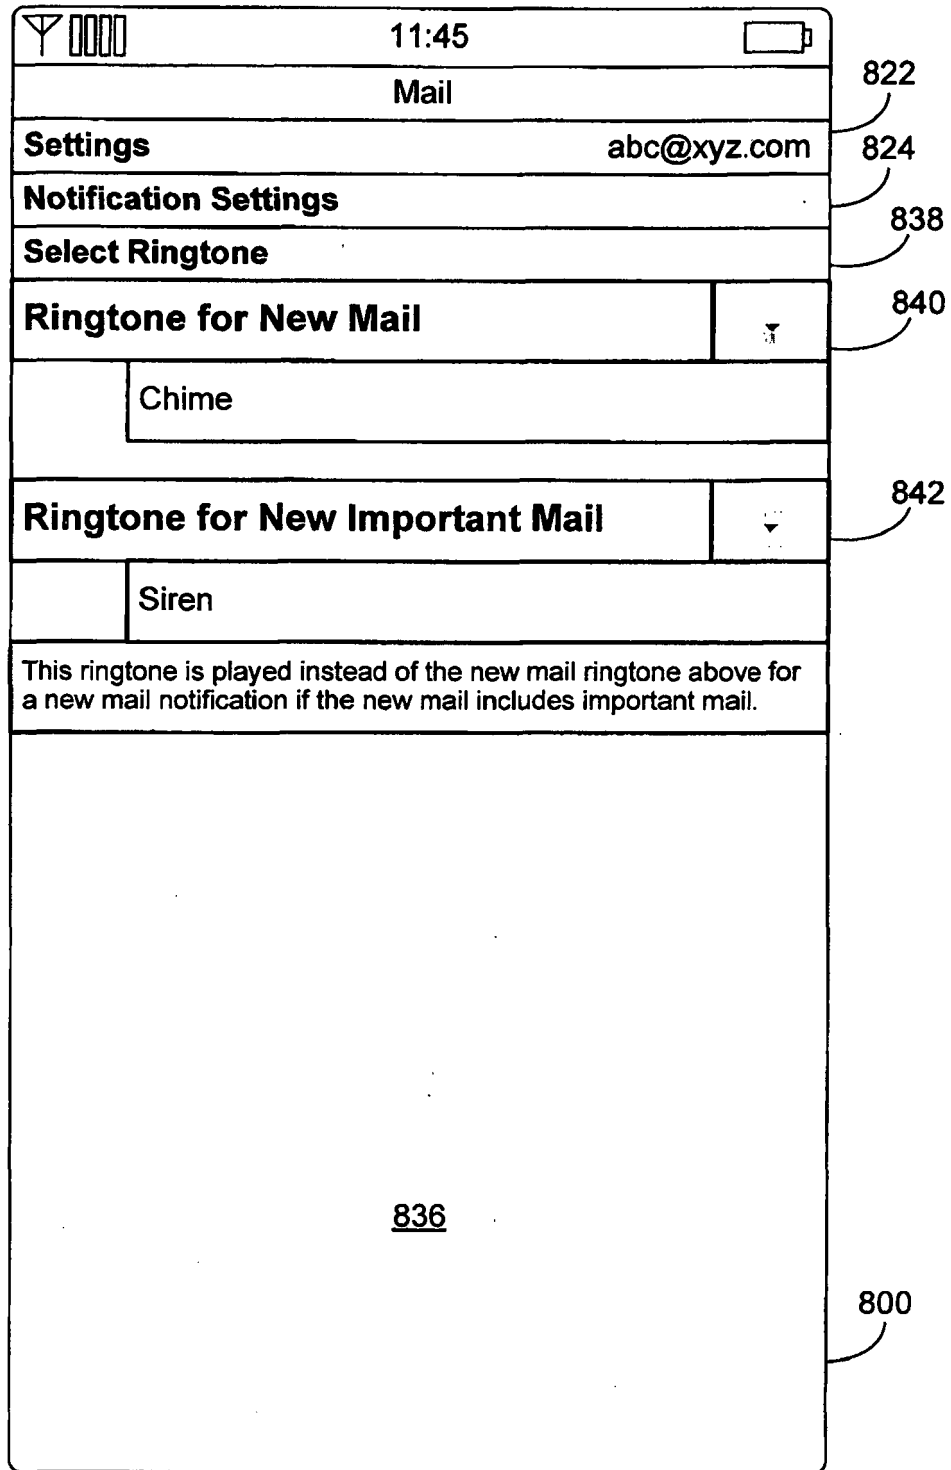 11:45
Mail
822
Settings abc@xyz.com
824
Notification Settings
838
Select Ringtone
Ringtone for New Mail
840
Chime
Ringtone for New Important Mail
842
Siren
This ringtone is played instead of the new mail ringtone above for
a new mail notification if the new mail includes important mail.
836
800